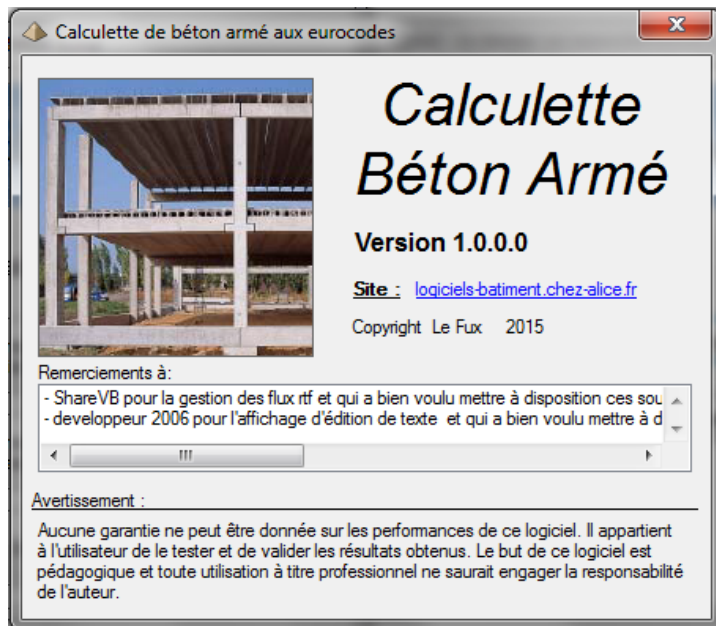 Calculette de béton armé aux eurocodes
Calculette
Béton Armé
Version 1.0.0.0
Site : logiciels-batiment.chez-alice.fr
Copyright Le Fux 2015
Remerciements à:
- ShareVB pour la gestion des flux rtf et qui a bien voulu mettre à disposition ces sou
- developpeur 2006 pour l'affichage d'édition de texte et qui a bien voulu mettre à d
Avertissement :
Aucune garantie ne peut être donnée sur les performances de ce logiciel. Il appartient
à l'utilisateur de le tester et de valider les résultats obtenus. Le but de ce logiciel est
pédagogique et toute utilisation à titre professionnel ne saurait engager la responsabilité
de l'auteur.